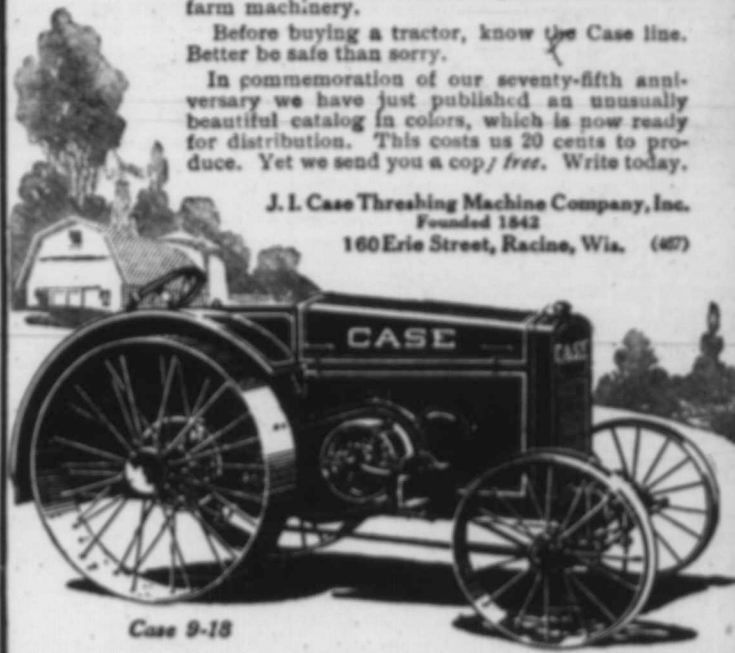 farm machinery.
Before buying a tractor, know the Case line.
Better be safe than sorry.
In commemoration of our seventy-fifth anni-
versary we have just published an unusually
beautiful catalog in colors, which is now ready
for distribution. This costs us 20 cents to pro-
duce. Yet we send you a copy free. Write today.
J. I. Case Threshing Machine Company, Inc.
Founded 1842
160 Erie Street, Racine, Wis. (467)
CASE
CASE
Case 9-18